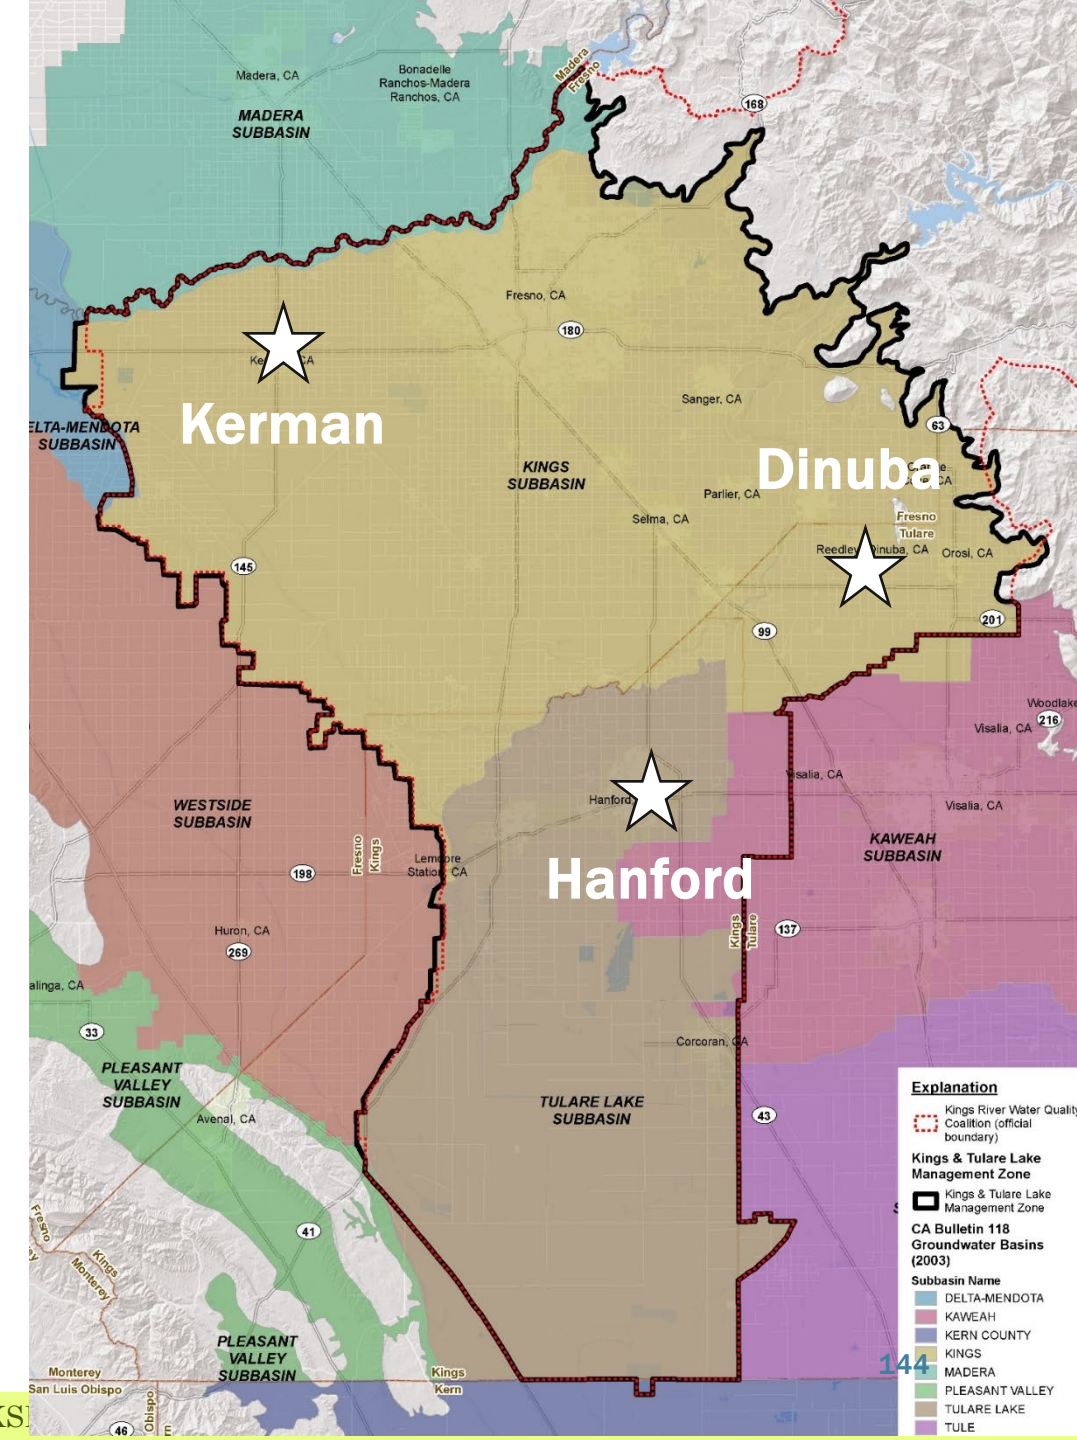 Madera
Fresno
Madera, CA
Bonadelle
Ranchos-Madera
Ranchos, CA
168
MADERA
SUBBASIN
Fresno, CA
180
Kerman
Sanger, CA
63
ELTA-MENDOTA
SUBBASIN
KINGS
SUBBASIN
Dinuba
Parlier, CA
Selma, CA
Fresno
Tulare
Reedley
Dinuba, CA
Orosi, CA
145
99
201
Woodlake
216
Visalia, CA
Visalia, CA
Visalia, CA
Hanford
WESTSIDE
SUBBASIN
KAWEAH
SUBBASIN
Fresno
Kings
Lemoore
Station, CA
198
Hanford
Huron, CA
269
Kings
Tulare
137
alinga, CA
33
Corcoran, CA
PLEASANT
VALLEY
SUBBASIN
Avenal, CA
TULARE LAKE
SUBBASIN
43
41
Fresno
Kings
Monterey
PLEASANT
VALLEY
SUBBASIN
Monterey
San Luis Obispo
Kings
Kern
46
Obispo
Explanation
Kings River Water Quality
Coalition (official
boundary)
Kings & Tulare Lake
Management Zone
Kings & Tulare Lake
Management Zone
CA Bulletin 118
Groundwater Basins
(2003)
Subbasin Name
DELTA-MENDOTA
KAWEAH
KERN COUNTY
KINGS
MADERA
PLEASANT VALLEY
TULARE LAKE
TULE
144